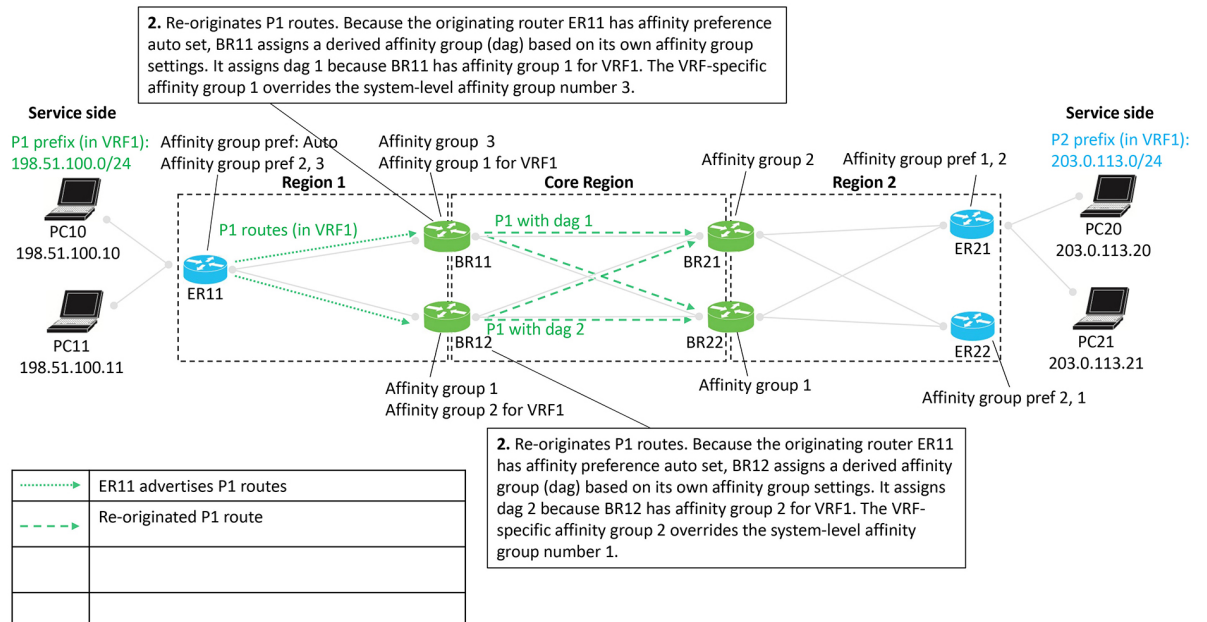 2. Re-originates P1 routes. Because the originating router ER11 has affinity preference
auto set, BR11 assigns a derived affinity group (dag) based on its own affinity group
settings. It assigns dag 1 because BR11 has affinity group 1 for VRF1. The VRF-specific
affinity group 1 overrides the system-level affinity group number 3.
Service side
P1 prefix (in VRF1):
198.51.100.0/24
Affinity group pref: Auto
Affinity group pref 2, 3
Affinity group 3
Affinity group 1 for VRF1
Affinity group 2
Affinity group pref 1, 2
Service side
P2 prefix (in VRF1):
203.0.113.0/24
Region 1
Core Region
Region 2
PC10
198.51.100.10
P1 routes (in VRF1)
P1 with dag 1
BR11
BR21
ER21
PC20
203.0.113.20
ER11
PC11
198.51.100.11
BR12
P1 with dag 2
BR22
ER22
PC21
203.0.113.21
Affinity group 1
Affinity group 2 for VRF1
Affinity group 1
Affinity group pref 2, 1
2. Re-originates P1 routes. Because the originating router ER11
has affinity preference auto set, BR12 assigns a derived affinity
group (dag) based on its own affinity group settings. It assigns
dag 2 because BR12 has affinity group 2 for VRF1. The VRF-
specific affinity group 2 overrides the system-level affinity
group number 1.
ER11 advertises P1 routes
Re-originated P1 route